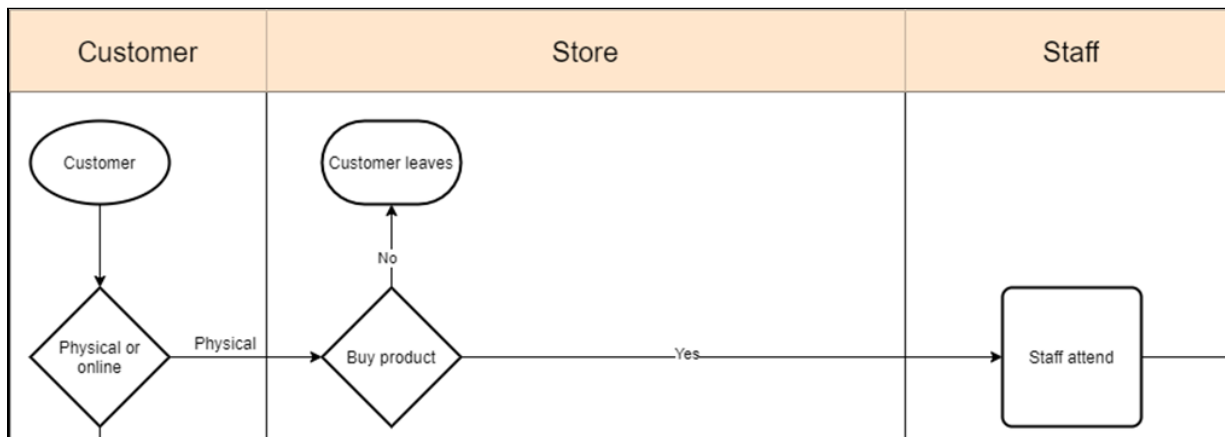 Customer
Store
Staff
Customer
Customer leaves
No
Physical or
online
Physical
Buy product
Yes
Staff attend